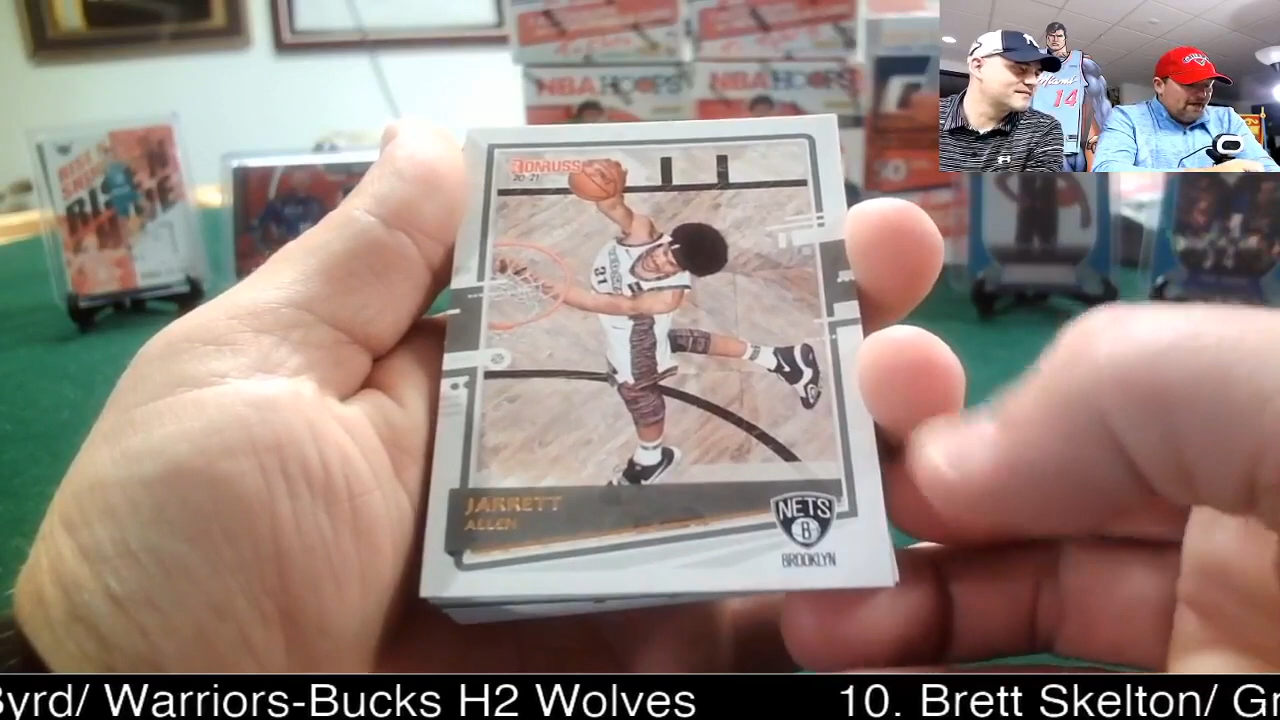 NBA HOOPS
NBA HOOPS
Miami
14
DONRUSS
20-21
31
JARRETT
ALLEN
NETS
B
BROOKLYN
Byrd/ Warriors-Bucks H2 Wolves
10. Brett Skelton/ Gr